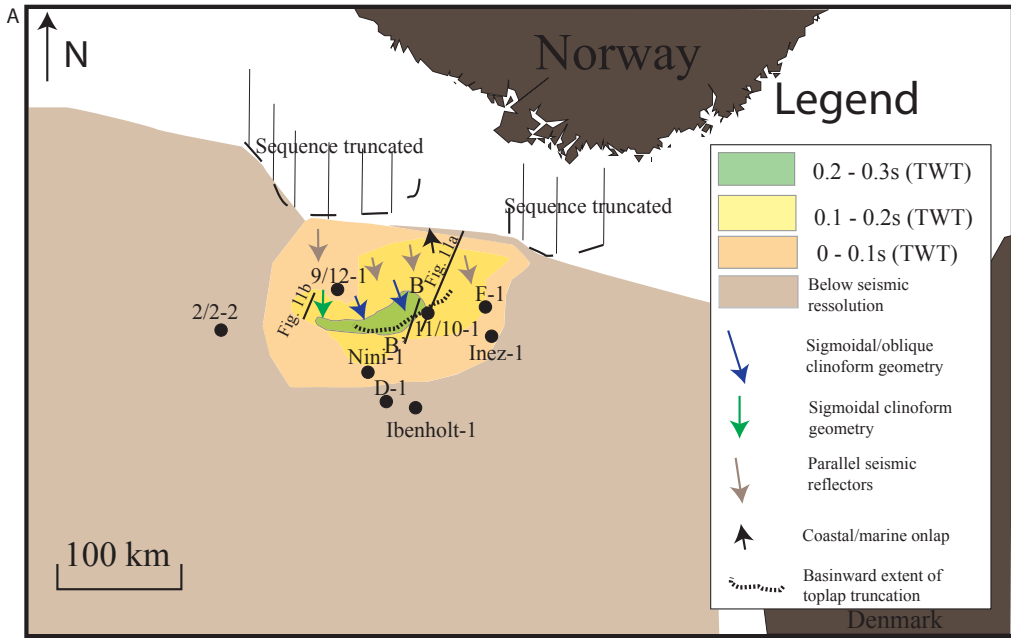 A
N
Norway
Legend
Sequence truncated
Sequence truncated
0.2 - 0.3s (TWT)
0.1 - 0.2s (TWT)
0 - 0.1s (TWT)
Below seismic
ressolution
Sigmoidal/oblique
clinoform geometry
Sigmoidal clinoform
geometry
Parallel seismic
reflectors
Coastal/marine onlap
Basinward extent of
toplap truncation
Fig. 11a
9/12-1
Fig. 11b
B
F-1
2/2-2
11/10-1
B'
Inez-1
Nini-1
D-1
Ibenholt-1
100 km
Denmark